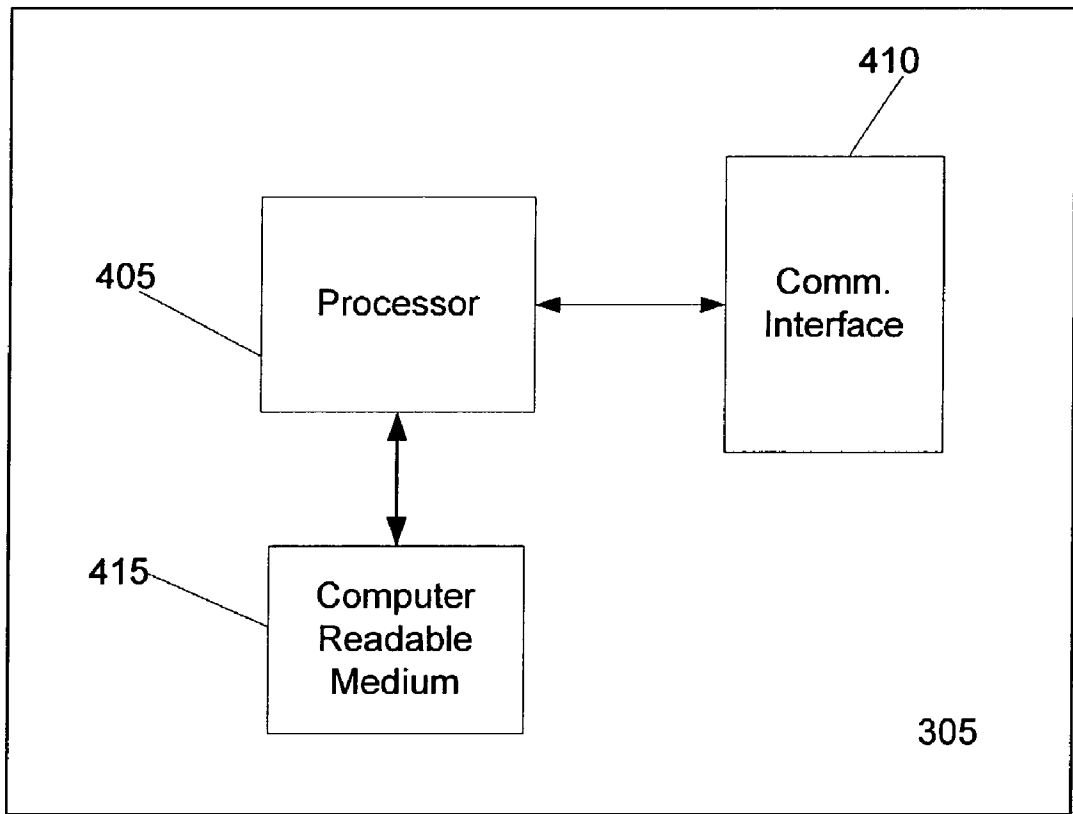 410
405
Processor
Comm.
Interface
415
Computer
Readable
Medium
305